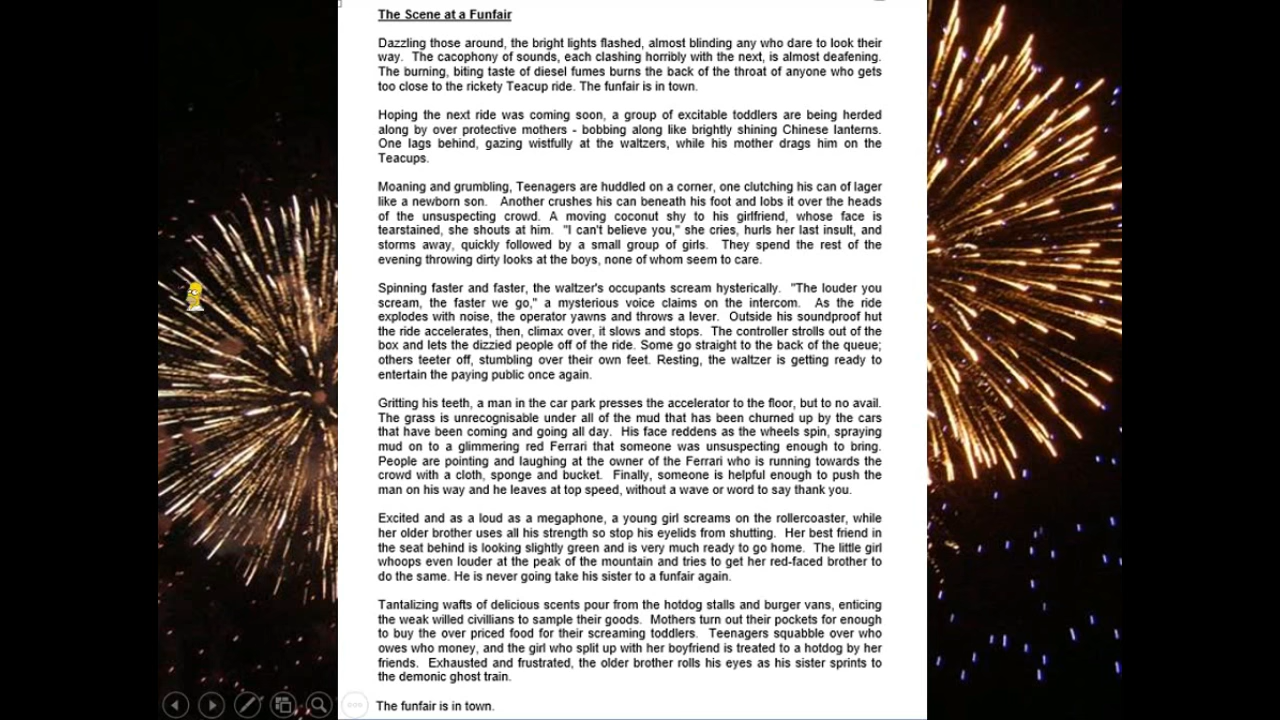 The Scene at a Funfair
Dazzling those around, the bright lights flashed, almost blinding any who dare to look their
way. The cacophony of sounds, each clashing horribly with the next, is almost deafening.
The burning, biting taste of diesel fumes burns the back of the throat of anyone who gets
too close to the rickety Teacup ride. The funfair is in town.
Hoping the next ride was coming soon, a group of excitable toddlers are being herded
along by over protective mothers - bobbing along like brightly shining Chinese lanterns.
One lags behind, gazing wistfully at the waltzers, while his mother drags him on the
Teacups.
Moaning and grumbling, Teenagers are huddled on a corner, one clutching his can of lager
like a newborn son. Another crushes his can beneath his foot and lobs it over the heads
of the unsuspecting crowd. A moving coconut shy to his girlfriend, whose face is
tearstained, she shouts at him. "I can't believe you," she cries, hurls her last insult, and
storms away, quickly followed by a small group of girls. They spend the rest of the
evening throwing dirty looks at the boys, none of whom seem to care.
Spinning faster and faster, the waltzer's occupants scream hysterically. "The louder you
scream, the faster we go," a mysterious voice claims on the intercom. As the ride
explodes with noise, the operator yawns and throws a lever. Outside his soundproof hut
the ride accelerates, then, climax over, it slows and stops. The controller strolls out of the
box and lets the dizzied people off of the ride. Some go straight to the back of the queue;
others teeter off, stumbling over their own feet. Resting, the waltzer is getting ready to
entertain the paying public once again.
Gritting his teeth, a man in the car park presses the accelerator to the floor, but to no avail.
The grass is unrecognisable under all of the mud that has been churned up by the cars
that have been coming and going all day. His face reddens as the wheels spin, spraying
mud on to a glimmering red Ferrari that someone was unsuspecting enough to bring.
People are pointing and laughing at the owner of the Ferrari who is running towards the
crowd with a cloth, sponge and bucket. Finally, someone is helpful enough to push the
man on his way and he leaves at top speed, without a wave or word to say thank you.
Excited and as a loud as a megaphone, a young girl screams on the rollercoaster, while
her older brother uses all his strength so stop his eyelids from shutting. Her best friend in
the seat behind is looking slightly green and is very much ready to go home. The little girl
whoops even louder at the peak of the mountain and tries to get her red-faced brother to
do the same. He is never going take his sister to a funfair again.
Tantalizing wafts of delicious scents pour from the hotdog stalls and burger vans, enticing
the weak willed civillians to sample their goods. Mothers turn out their pockets for enough
to buy the over priced food for their screaming toddlers. Teenagers squabble over who
owes who money, and the girl who split up with her boyfriend is treated to a hotdog by her
friends. Exhausted and frustrated, the older brother rolls his eyes as his sister sprints to
the demonic ghost train.
The funfair is in town.